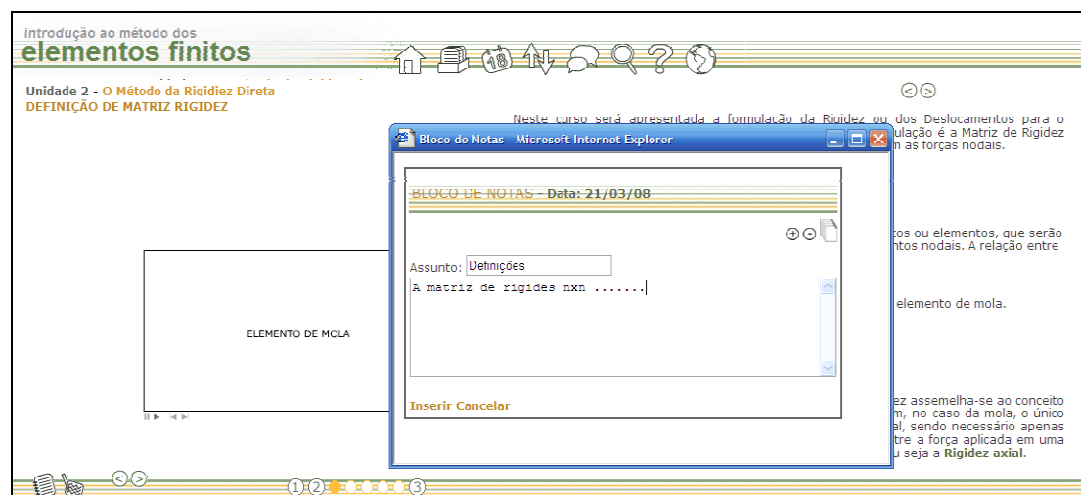 introdução ao método dos
elementos finitos
18
Unidade 2 - O Método da Rigidiez Direta
DEFINIÇÃO DE MATRIZ RIGIDEZ
Neste curso será apresentada a formulação da Rigidez ou dos Deslocamentos para o
ulação é a Matriz de Rigidez
m as forças nodais.
Bloco de Notas Microsoft Internet Explorer
BLOCO DE NOTAS - Data: 21/03/08
Assunto: Definições
A matriz de rigides nxn .......
Inserir Cancelar
tos ou elementos, que serão
ntos nodais. A relação entre
elemento de mola.
ELEMENTO DE MOLA
ez assemelha-se ao conceito
m, no caso da mola, o único
al, sendo necessário apenas
tre a força aplicada em uma
u seja a Rigidez axial.
1 2 3